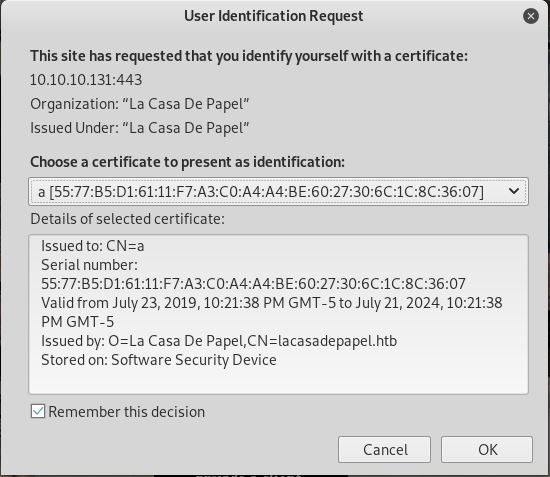 User Identification Request
This site has requested that you identify yourself with a certificate:
10.10.10.131:443
Organization: “La Casa De Papel”
Issued Under: “La Casa De Papel”
Choose a certificate to present as identification:
a [55:77:B5:D1:61:11:F7:A3:C0:A4:A4:BE:60:27:30:6C:1C:8C:36:07]
Details of selected certificate:
Issued to: CN=a
Serial number:
55:77:B5:D1:61:11:F7:A3:C0:A4:A4:BE:60:27:30:6C:1C:8C:36:07
Valid from July 23, 2019, 10:21:38 PM GMT-5 to July 21, 2024, 10:21:38
PM GMT-5
Issued by: O=La Casa De Papel,CN=lacasadepapel.htb
Stored on: Software Security Device
Remember this decision
Cancel
OK